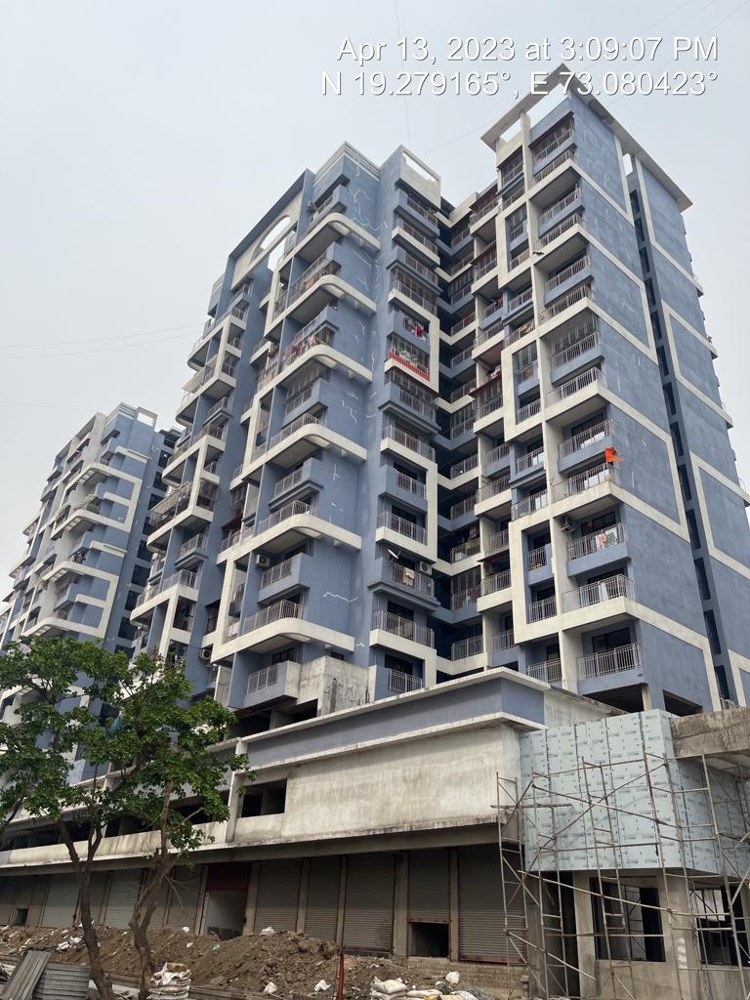 Apr 13, 2023 at 3:09:07 PM
N 19.279165°, E 73.080423°